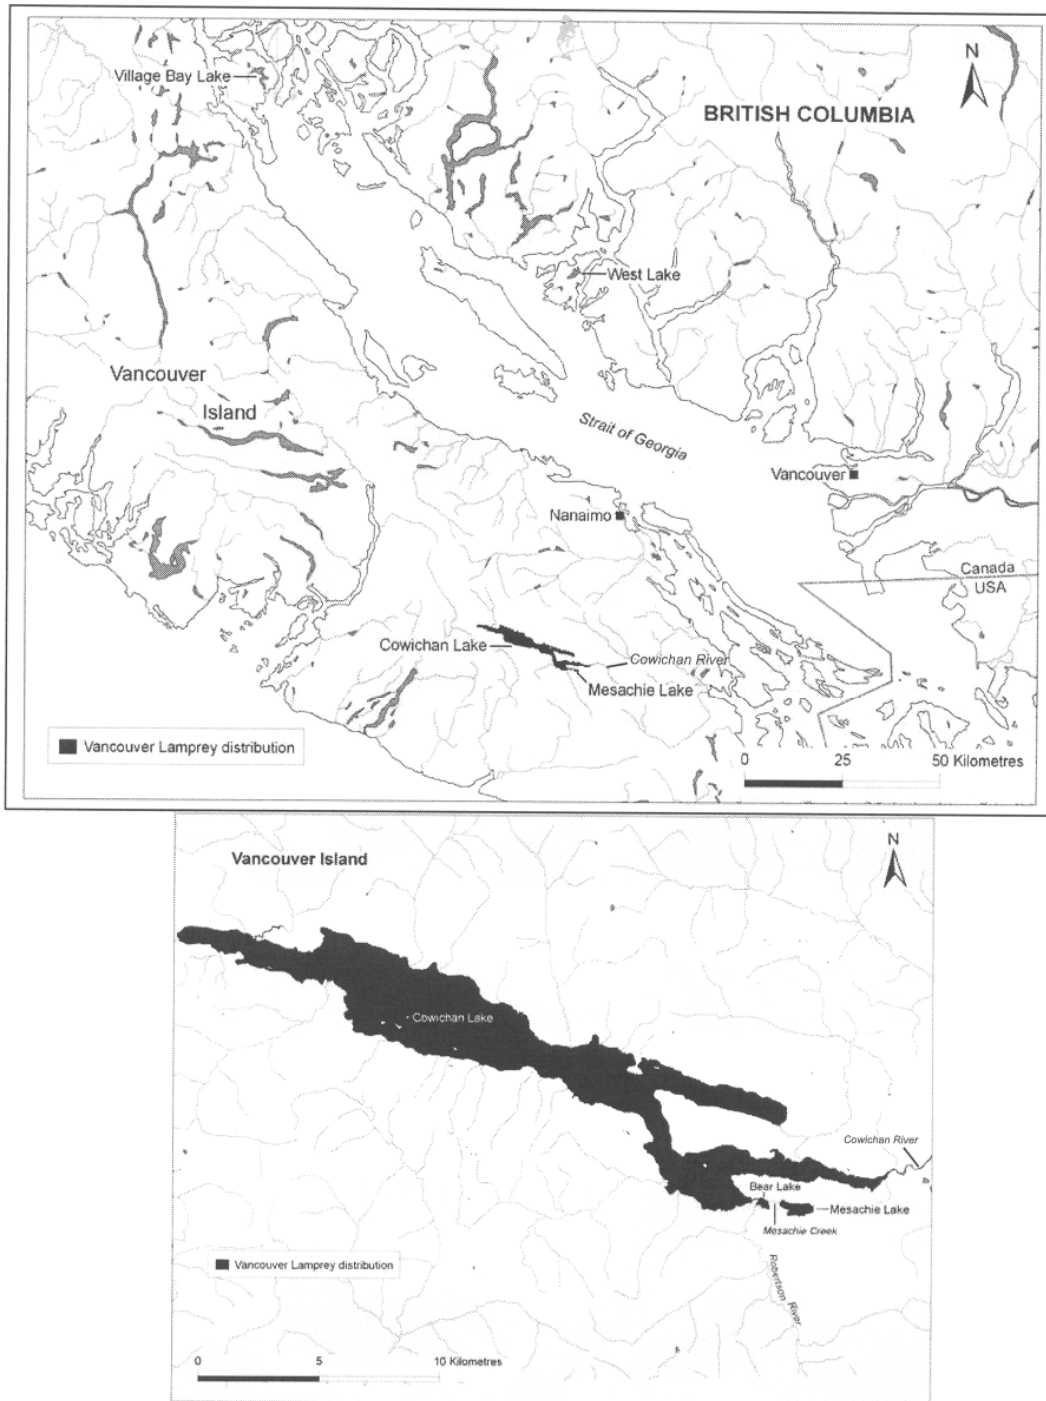 N
Village Bay Lake
BRITISH COLUMBIA
West Lake
Vancouver
Island
Strait of Georgia
Vancouver
Nanaimo
Canada
USA
Cowichan Lake
Cowichan River
Mesachie Lake
Vancouver Lamprey distribution
0 25 50 Kilometres
N
Vancouver Island
Cowichan Lake
Cowichan River
Bear Lake
Mesachie Lake
Mesachie Creek
Robertson River
Vancouver Lamprey distribution
0 5 10 Kilometres